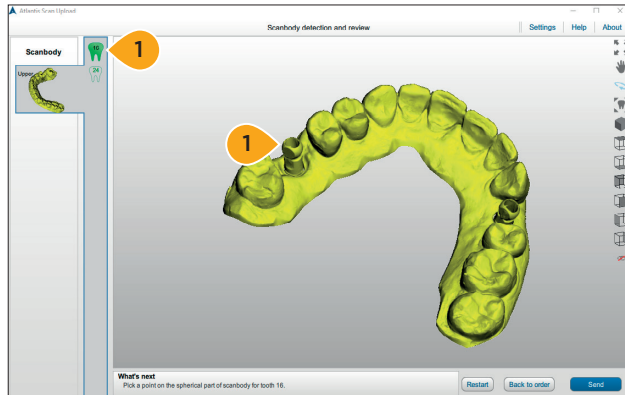 Atlantis Scan Upload
Scanbody detection and review
Settings
Help
About
Scanbody
16
1
Upper
24
1
What's next
Pick a point on the spherical part of scanbody for tooth 16.
Restart
Back to order
Send